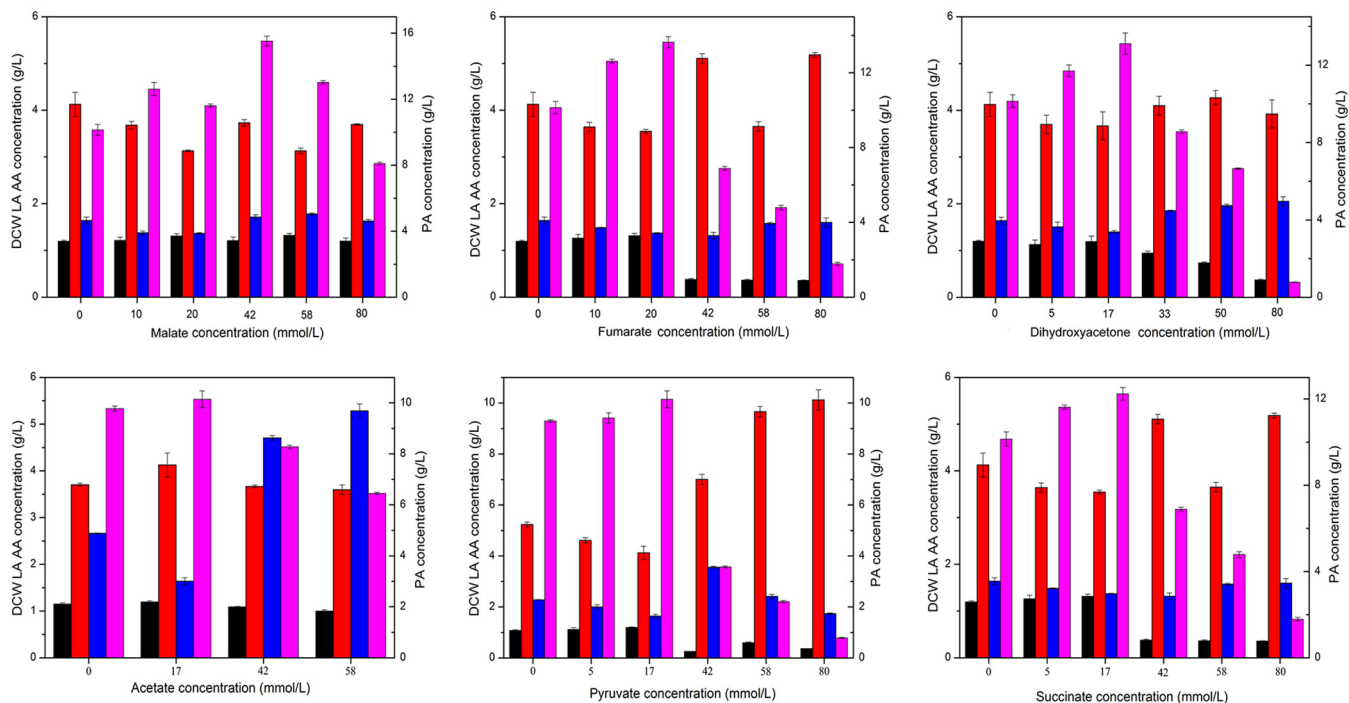 DCW LA AA concentration (g/L)
6
4
2
0
PA concentration (g/L)
16
12
8
4
0
0 10 20 42 58 80
Malate concentration (mmol/L)
DCW LA AA concentration (g/L)
6
4
2
0
PA concentration (g/L)
12
8
4
0
0 10 20 42 58 80
Fumarate concentration (mmol/L)
DCW LA AA concentration (g/L)
6
4
2
0
PA concentration (g/L)
12
8
4
0
0 5 17 33 50 80
Dihydroxyacetone concentration (mmol/L)
DCW LA AA concentration (g/L)
6
5
4
3
2
1
0
PA concentration (g/L)
10
8
6
4
2
0
0 17 42 58
Acetate concentration (mmol/L)
DCW LA AA concentration (g/L)
10
8
6
4
2
0
PA concentration (g/L)
10
8
6
4
2
0
0 5 17 42 58 80
Pyruvate concentration (mmol/L)
DCW LA AA concentration (g/L)
6
4
2
0
PA concentration (g/L)
12
8
4
0
0 5 17 42 58 80
Succinate concentration (mmol/L)